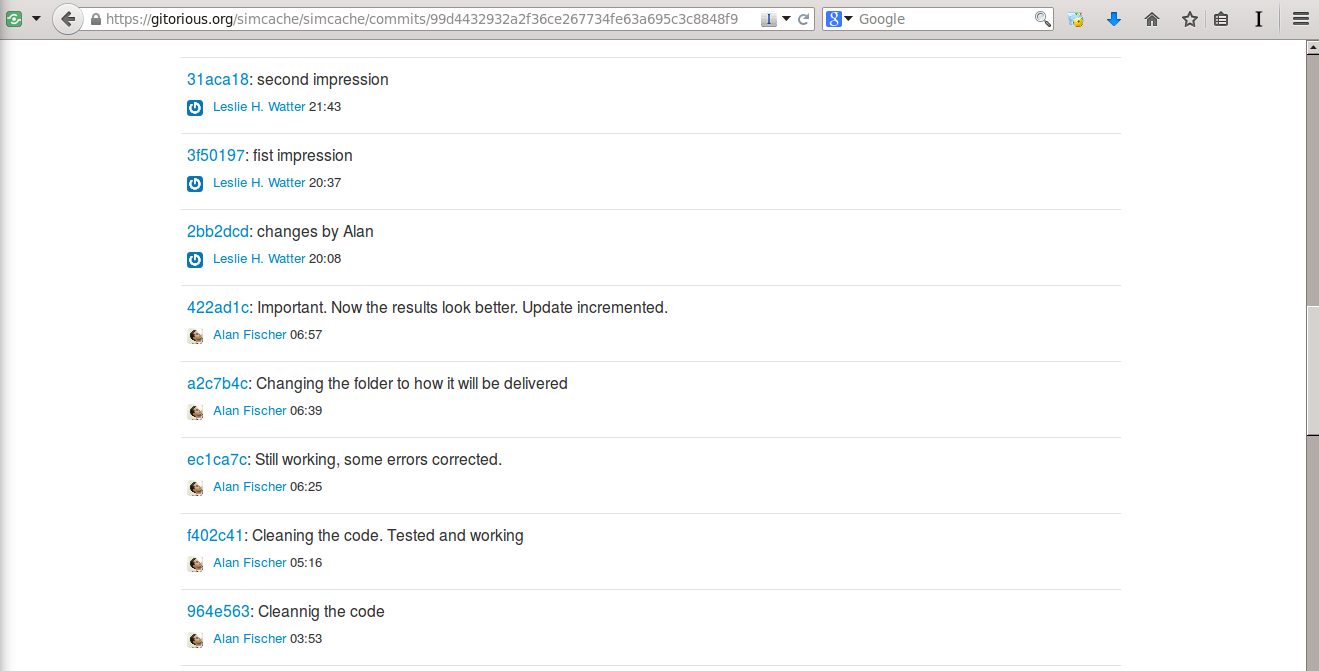 https://gitorious.org/simcache/simcache/commits/99d4432932a2f36ce267734fe63a695c3c8848f9
Google
31aca18: second impression
Leslie H. Watter 21:43
3f50197: fist impression
Leslie H. Watter 20:37
2bb2dcd: changes by Alan
Leslie H. Watter 20:08
422ad1c: Important. Now the results look better. Update incremented.
Alan Fischer 06:57
a2c7b4c: Changing the folder to how it will be delivered
Alan Fischer 06:39
ec1ca7c: Still working, some errors corrected.
Alan Fischer 06:25
f402c41: Cleaning the code. Tested and working
Alan Fischer 05:16
964e563: Cleannig the code
Alan Fischer 03:53